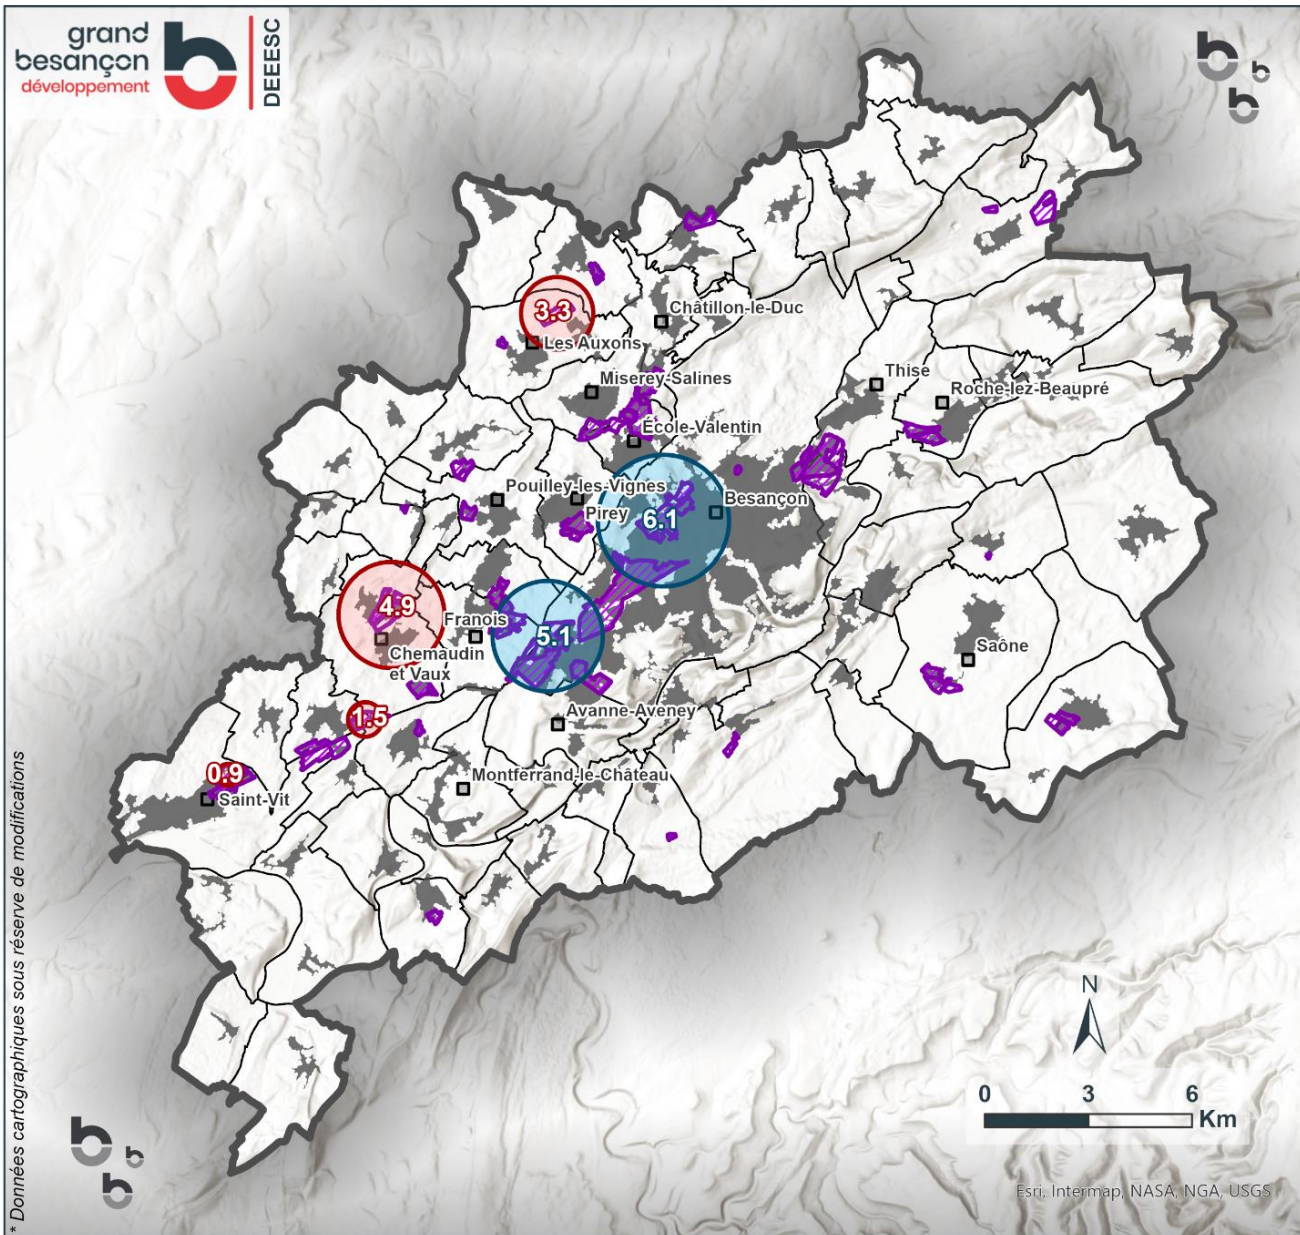 grand
besançon
développement
DEEESC
3.3
Châtillon-le-Duc
Les Auxons
Miserey-Salines
Thise
Roche-lez-Beaupré
École-Valentin
Pouilley-les-Vignes
Besançon
Pirey
6.1
4.9
Franois
5.1
Chemaudin
et Vaux
Saône
1.5
Avanne-Aveney
0.9
Saint-Vit
Montferrand-le-Château
* Données cartographiques sous réserve de modifications
N
0 3 6
Km
Esri, Intermap, NASA, NGA, USGS